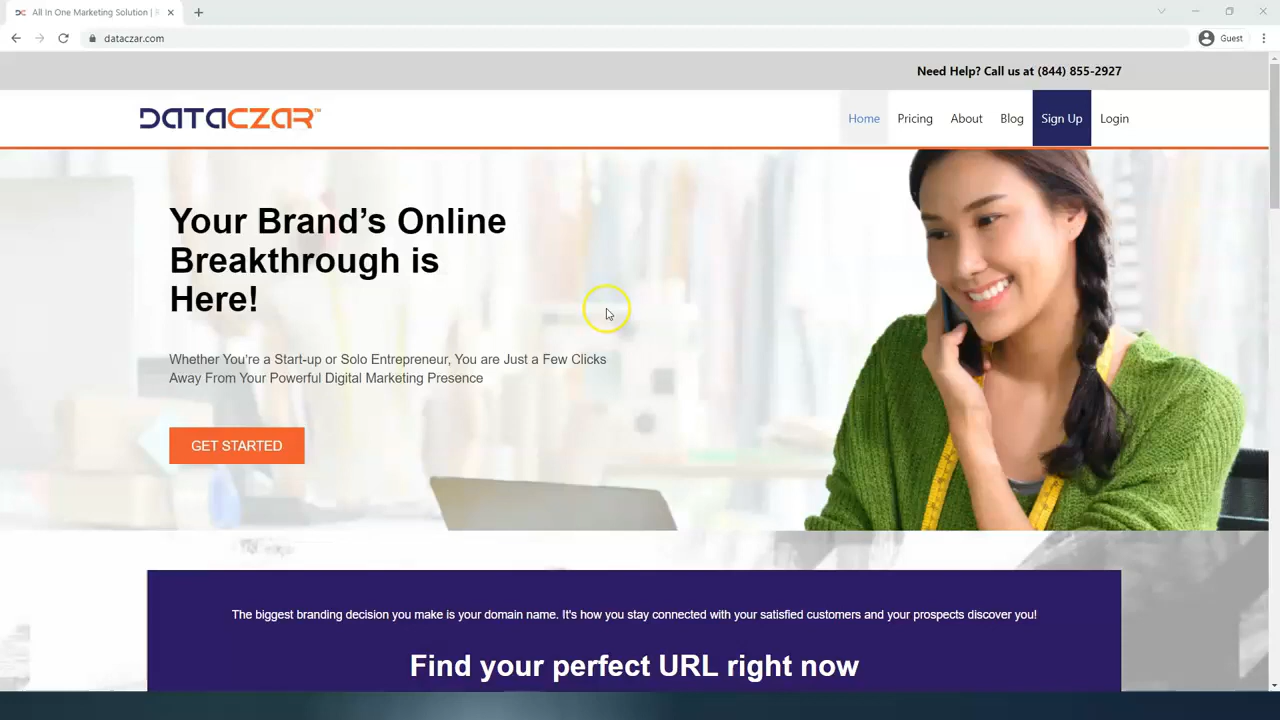 All In One Marketing Solution |
dataczar.com
Guest
Need Help? Call us at (844) 855-2927
DATACZAR™
Home
Pricing
About
Blog
Sign Up
Login
Your Brand’s Online
Breakthrough is
Here!
Whether You’re a Start-up or Solo Entrepreneur, You are Just a Few Clicks
Away From Your Powerful Digital Marketing Presence
GET STARTED
The biggest branding decision you make is your domain name. It's how you stay connected with your satisfied customers and your prospects discover you!
Find your perfect URL right now